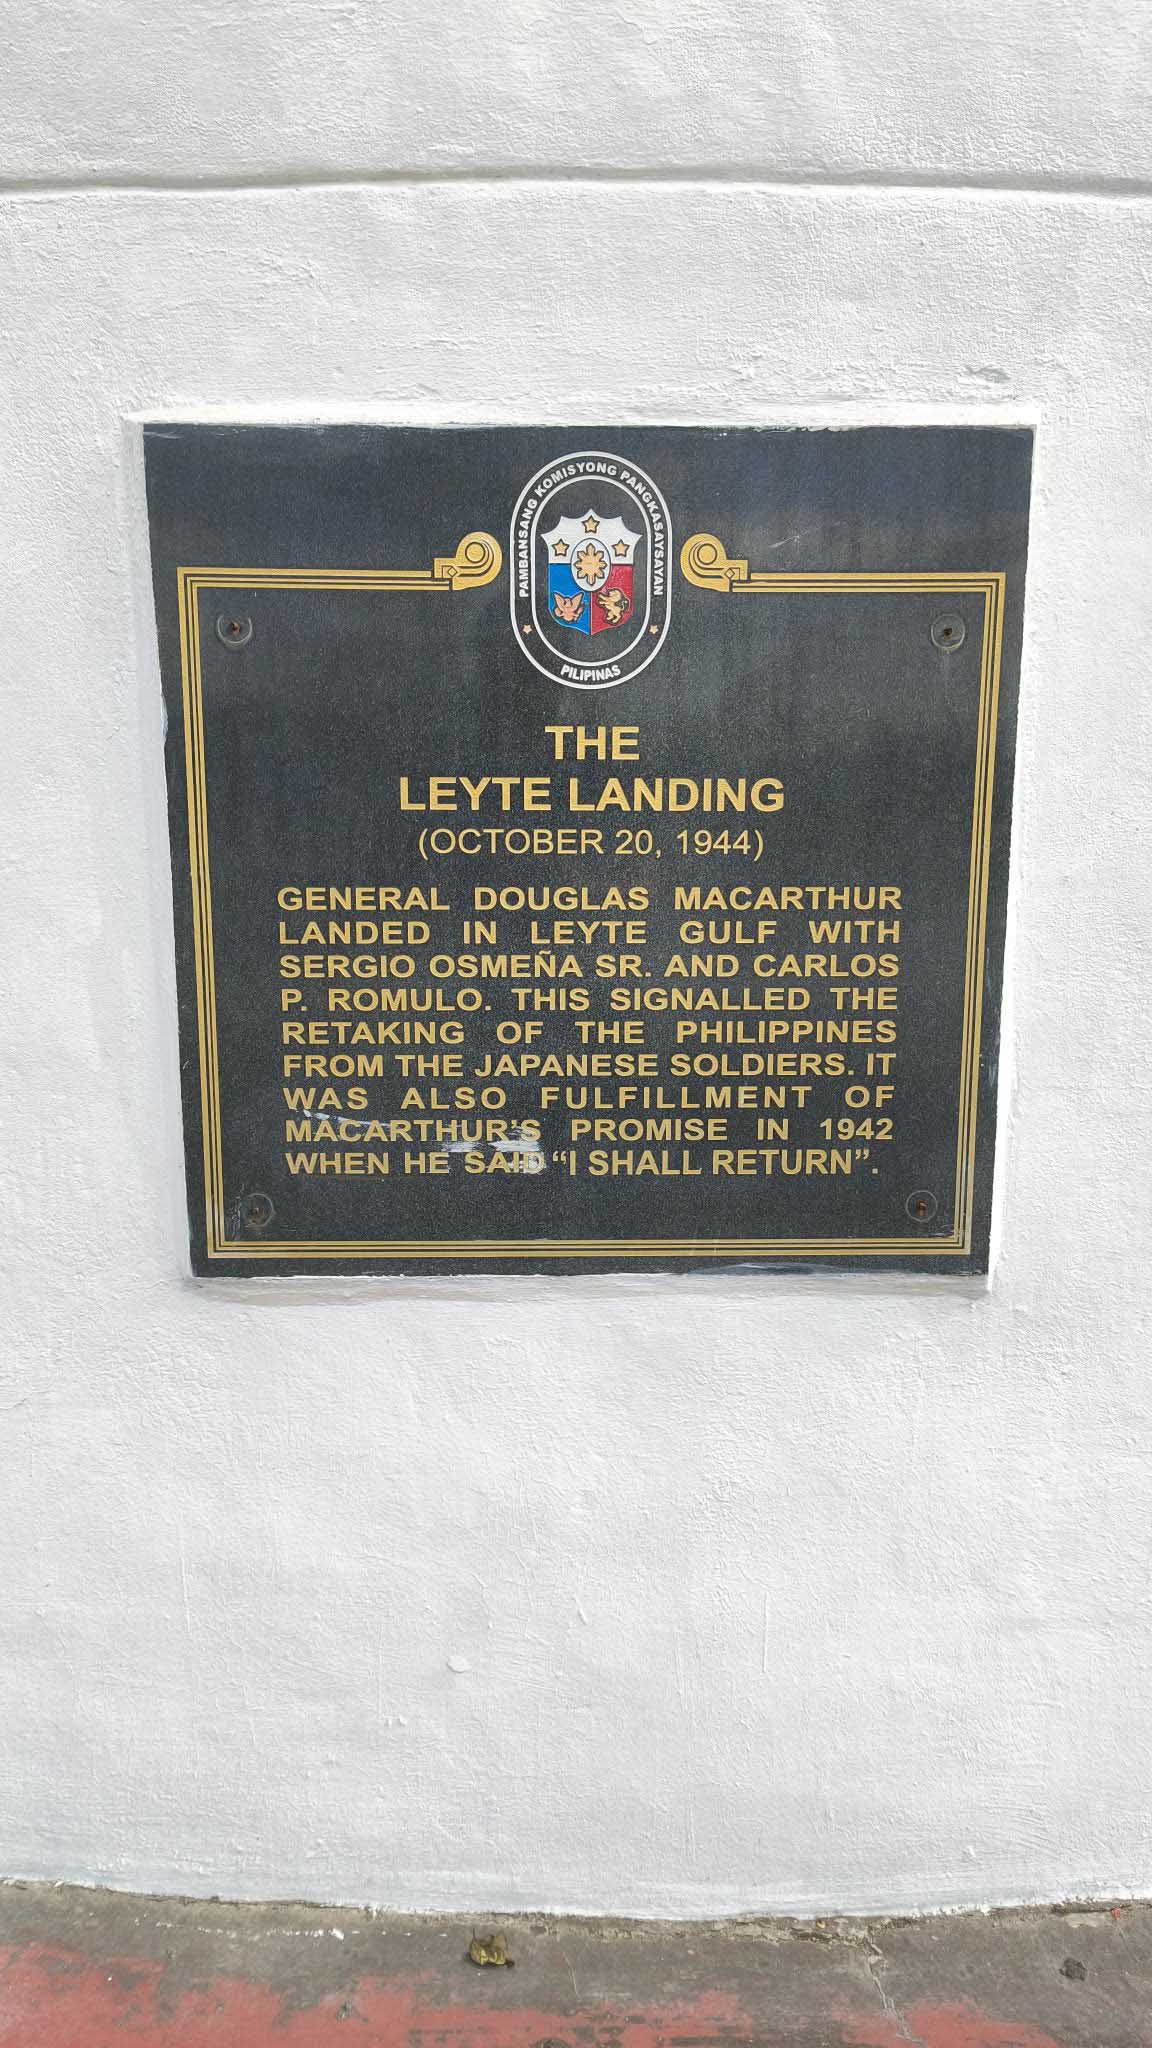 PAMBANSANG KOMISYONG PANGKASAYSAYAN
PILIPINAS
THE
LEYTE LANDING
(OCTOBER 20, 1944)
GENERAL DOUGLAS MACARTHUR
LANDED IN LEYTE GULF WITH
SERGIO OSMEÑA SR. AND CARLOS
P. ROMULO. THIS SIGNALLED THE
RETAKING OF THE PHILIPPINES
FROM THE JAPANESE SOLDIERS. IT
WAS ALSO FULFILLMENT OF
MACARTHUR'S PROMISE IN 1942
WHEN HE SAID “I SHALL RETURN”.